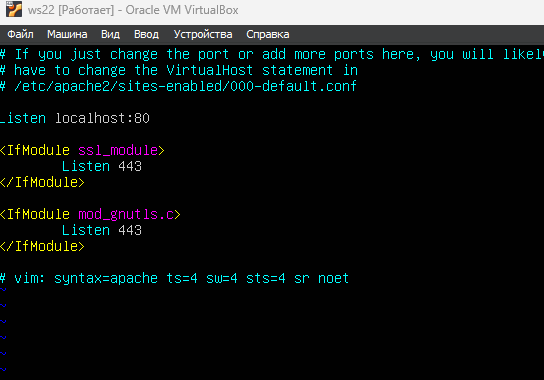 ws22 [Работает] - Oracle VM VirtualBox
Файл Машина Вид Ввод Устройства Справка
# If you just change the port or add more ports here, you will likely
# have to change the VirtualHost statement in
# /etc/apache2/sites-enabled/000-default.conf
Listen localhost:80
<IfModule ssl_module>
Listen 443
</IfModule>
<IfModule mod_gnutls.c>
Listen 443
</IfModule>
# vim: syntax=apache ts=4 sw=4 sts=4 sr noet
~
~
~
~
~
~